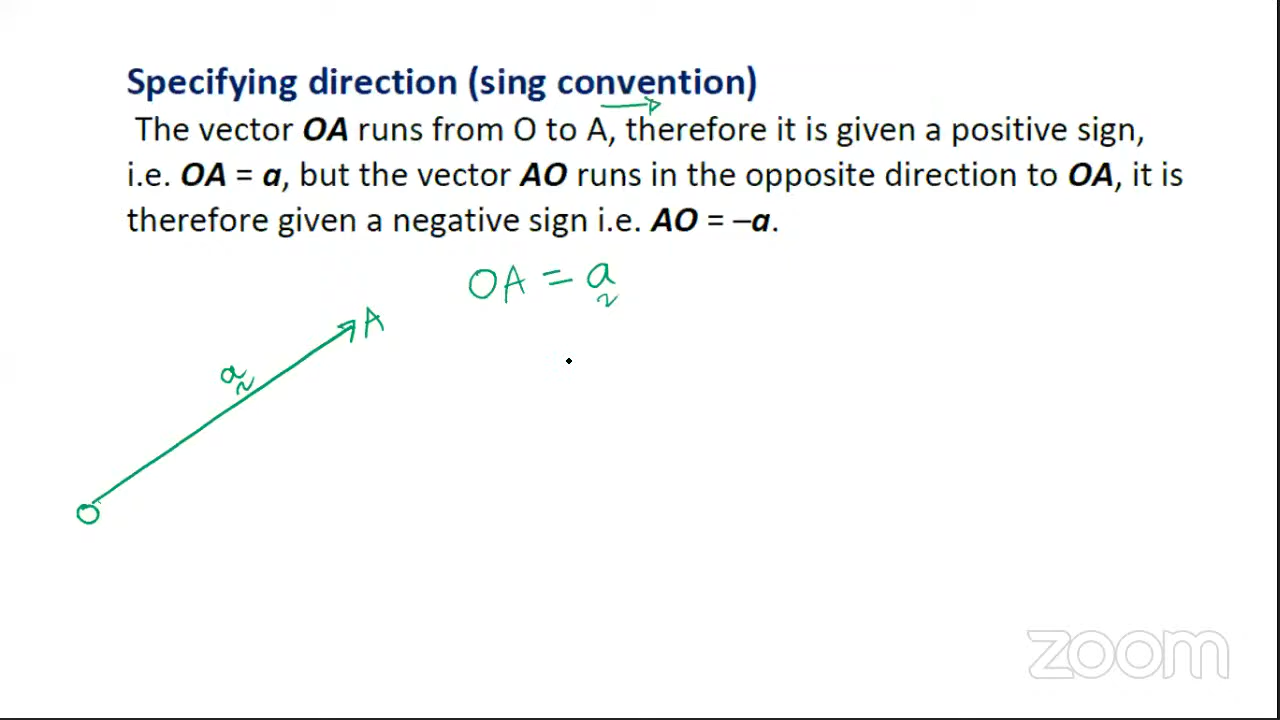 Specifying direction (sing convention)
The vector OA runs from O to A, therefore it is given a positive sign,
i.e. OA = a, but the vector AO runs in the opposite direction to OA, it is
therefore given a negative sign i.e. AO = –a.
OA = a
A
a
O
zoom